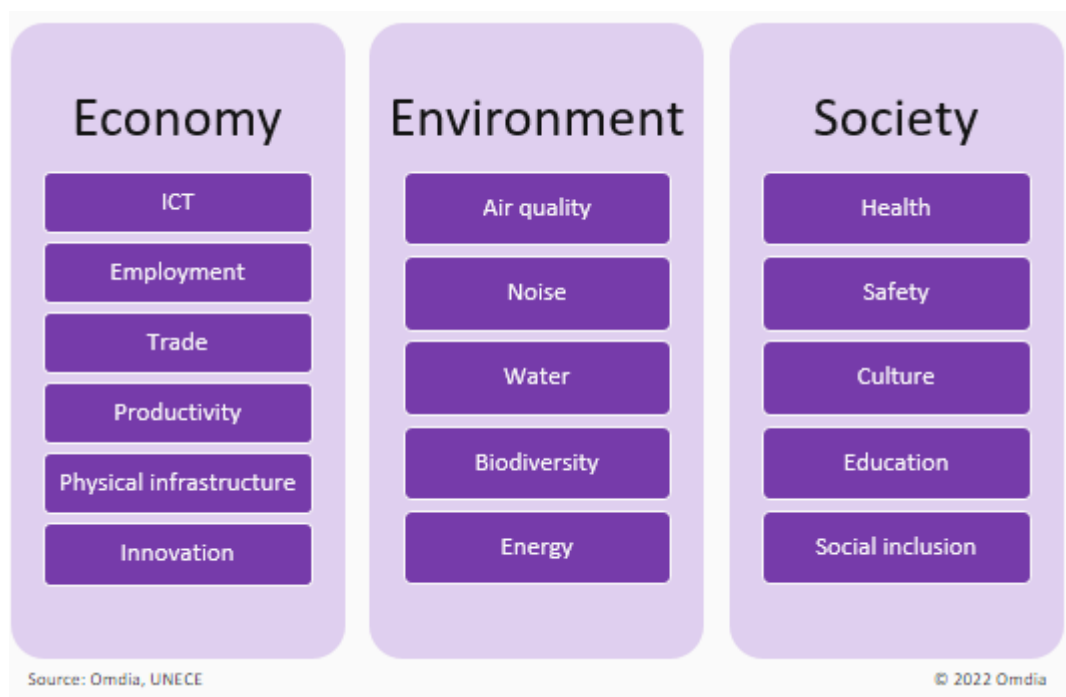 Economy
ICT
Employment
Trade
Productivity
Physical infrastructure
Innovation
Environment
Air quality
Noise
Water
Biodiversity
Energy
Society
Health
Safety
Culture
Education
Social inclusion
Source: Omdia, UNECE
© 2022 Omdia